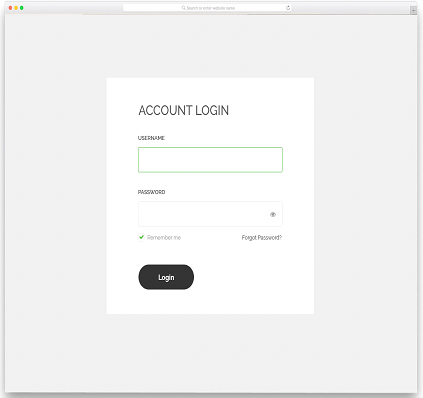 Search or enter website name
ACCOUNT LOGIN
USERNAME
PASSWORD
Remember me
Forgot Password?
Login